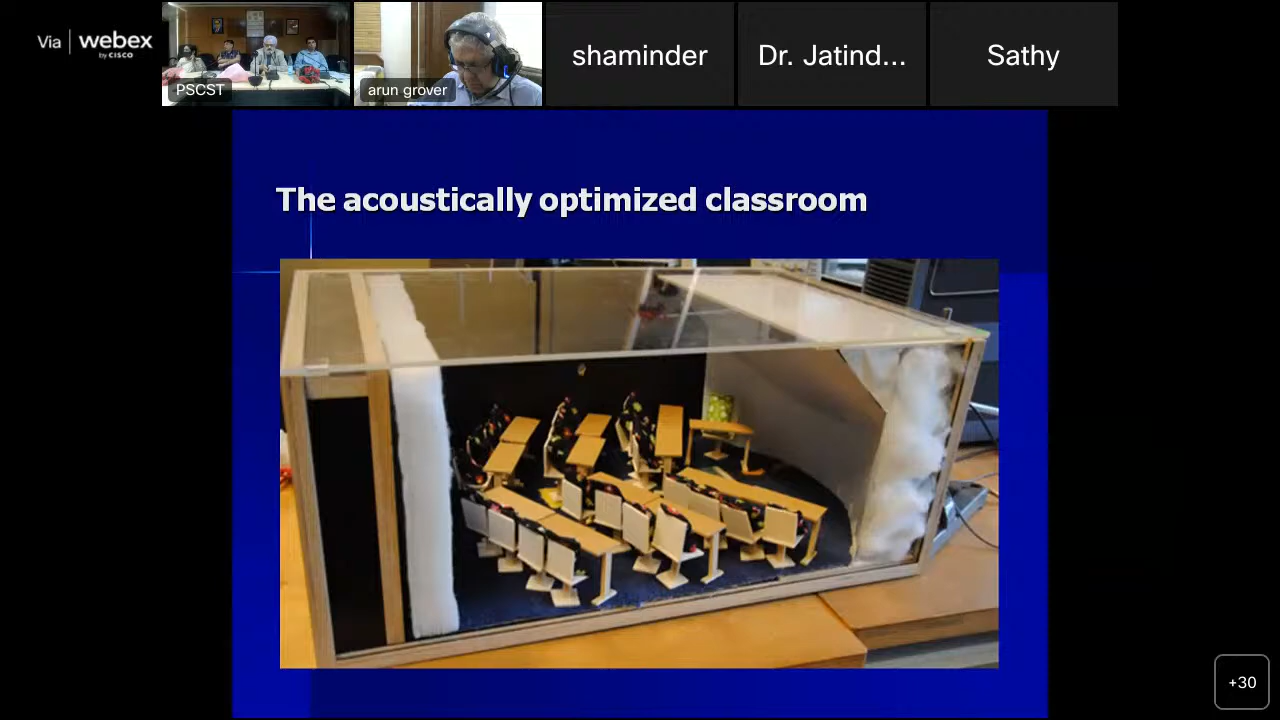 Via | webex
by CISCO
PSCST
arun grover
shaminder
Dr. Jatind...
Sathy
The acoustically optimized classroom
+30